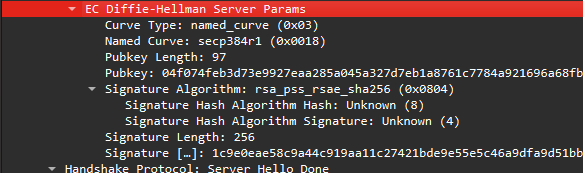 EC Diffie-Hellman Server Params
Curve Type: named_curve (0x03)
Named Curve: secp384r1 (0x0018)
Pubkey Length: 97
Pubkey: 04f074feb3d73e9927eaa285a045a327d7eb1a8761c7784a921696a68fb
Signature Algorithm: rsa_pss_rsae_sha256 (0x0804)
Signature Hash Algorithm Hash: Unknown (8)
Signature Hash Algorithm Signature: Unknown (4)
Signature Length: 256
Signature […]: 1c9e0eae58c9a44c919aa11c27421bde9e55e5c46a9dfa9d51bb
Handshake Protocol: Server Hello Done